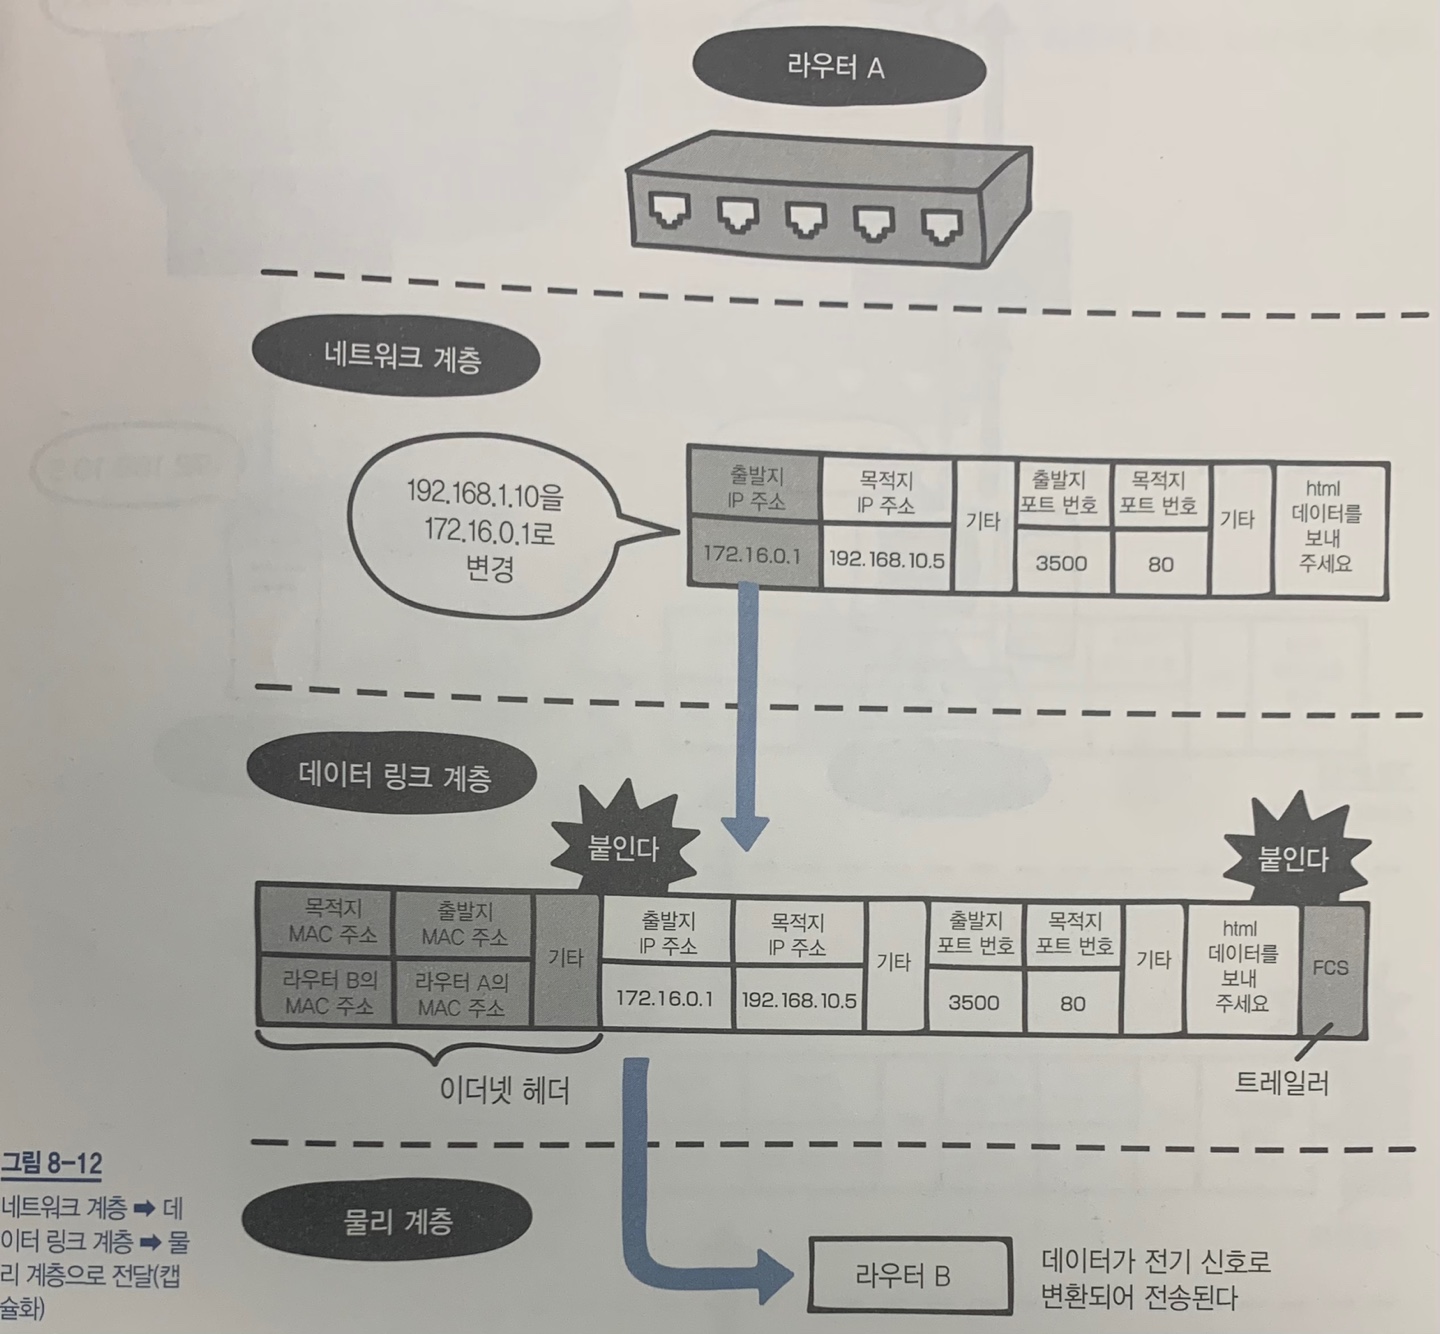 라우터 A
네트워크 계층
192.168.1.10을
172.16.0.1로
변경
출발지
IP 주소
목적지
IP 주소
기타
출발지
포트 번호
목적지
포트 번호
기타
html
데이터를
보내
주세요
172.16.0.1
192.168.10.5
3500
80
데이터 링크 계층
붙인다
붙인다
목적지
MAC 주소
출발지
MAC 주소
기타
출발지
IP 주소
목적지
IP 주소
기타
출발지
포트 번호
목적지
포트 번호
기타
html
데이터를
보내
주세요
FCS
라우터 B의
MAC 주소
라우터 A의
MAC 주소
172.16.0.1
192.168.10.5
3500
80
이더넷 헤더
트레일러
그림 8-12
네트워크 계층 ➡ 데
이터 링크 계층 ➡ 물
리 계층으로 전달(캡
슐화)
물리 계층
라우터 B
데이터가 전기 신호로
변환되어 전송된다